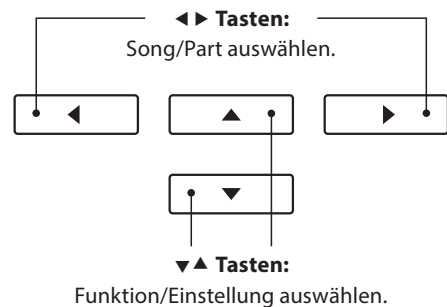 ◀ ▶ Tasten:
Song/Part auswählen.
◀
▲
▶
▼
▼▲ Tasten:
Funktion/Einstellung auswählen.